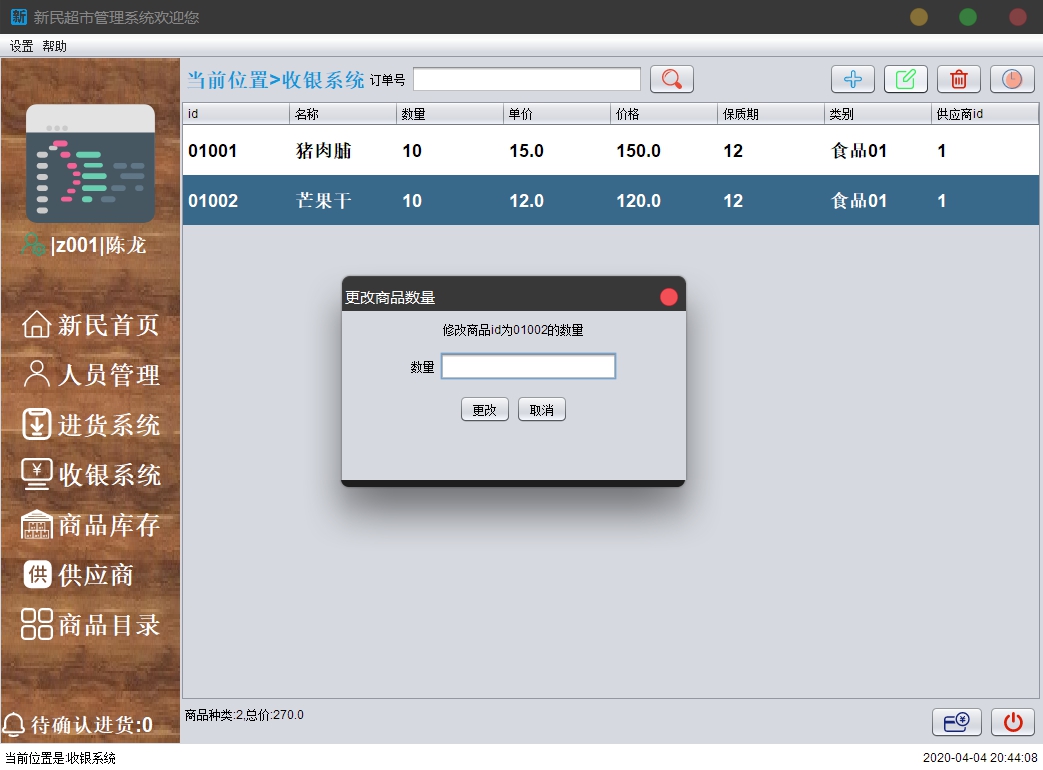 新 新民超市管理系统欢迎您
设置 帮助
当前位置>收银系统 订单号
id 名称 数量 单价 价格 保质期 类别 供应商id
01001 猪肉脯 10 15.0 150.0 12 食品01 1
01002 芒果干 10 12.0 120.0 12 食品01 1
|z001|陈龙
新民首页
人员管理
进货系统
¥ 收银系统
商品库存
供 供应商
商品目录
待确认进货:0
更改商品数量
修改商品id为01002的数量
数量
更改 取消
商品种类:2,总价:270.0
¥
当前位置是:收银系统 2020-04-04 20:44:08